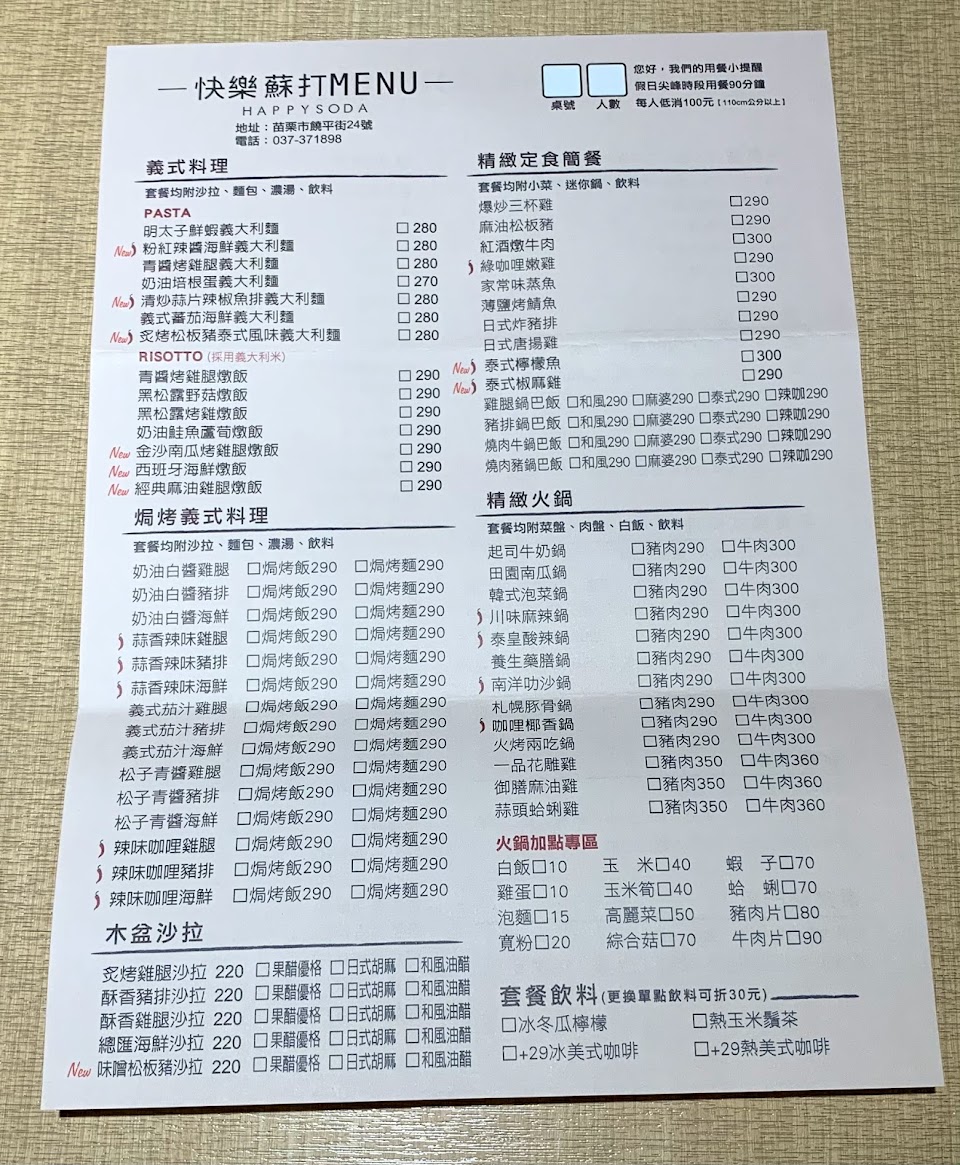 快樂蘇打MENU
HAPPYSODA
地址：苗栗市饒平街24號
電話：037-371898
桌號 人數
您好，我們的用餐小提醒
假日尖峰時段用餐90分鐘
每人低消100元【110cm公分以上】
義式料理
套餐均附沙拉、麵包、濃湯、飲料
PASTA
明太子鮮蝦義大利麵 □ 280
New 粉紅辣醬海鮮義大利麵 □ 280
青醬烤雞腿義大利麵 □ 280
奶油培根蛋義大利麵 □ 270
New 清炒蒜片辣椒魚排義大利麵 □ 280
義式蕃茄海鮮義大利麵 □ 280
New 炙烤松板豬泰式風味義大利麵 □ 280
RISOTTO (採用義大利米)
青醬烤雞腿燉飯 □ 290
黑松露野菇燉飯 □ 290
黑松露烤雞燉飯 □ 290
奶油鮭魚蘆筍燉飯 □ 290
New 金沙南瓜烤雞腿燉飯 □ 290
New 西班牙海鮮燉飯 □ 290
New 經典麻油雞腿燉飯 □ 290
焗烤義式料理
套餐均附沙拉、麵包、濃湯、飲料
奶油白醬雞腿 □焗烤飯290 □焗烤麵290
奶油白醬豬排 □焗烤飯290 □焗烤麵290
奶油白醬海鮮 □焗烤飯290 □焗烤麵290
蒜香辣味雞腿 □焗烤飯290 □焗烤麵290
蒜香辣味豬排 □焗烤飯290 □焗烤麵290
蒜香辣味海鮮 □焗烤飯290 □焗烤麵290
義式茄汁雞腿 □焗烤飯290 □焗烤麵290
義式茄汁豬排 □焗烤飯290 □焗烤麵290
義式茄汁海鮮 □焗烤飯290 □焗烤麵290
松子青醬雞腿 □焗烤飯290 □焗烤麵290
松子青醬豬排 □焗烤飯290 □焗烤麵290
松子青醬海鮮 □焗烤飯290 □焗烤麵290
辣味咖哩雞腿 □焗烤飯290 □焗烤麵290
辣味咖哩豬排 □焗烤飯290 □焗烤麵290
辣味咖哩海鮮 □焗烤飯290 □焗烤麵290
木盆沙拉
炙烤雞腿沙拉 220 □果醋優格 □日式胡麻 □和風油醋
酥香豬排沙拉 220 □果醋優格 □日式胡麻 □和風油醋
酥香雞腿沙拉 220 □果醋優格 □日式胡麻 □和風油醋
總匯海鮮沙拉 220 □果醋優格 □日式胡麻 □和風油醋
New 味噌松板豬沙拉 220 □果醋優格 □日式胡麻 □和風油醋
精緻定食簡餐
套餐均附小菜、迷你鍋、飲料
爆炒三杯雞 □290
麻油松板豬 □290
紅酒燉牛肉 □300
綠咖哩嫩雞 □290
家常味蒸魚 □300
薄鹽烤鯖魚 □290
日式炸豬排 □290
日式唐揚雞 □290
New 泰式檸檬魚 □300
New 泰式椒麻雞 □290
雞腿鍋巴飯 □和風290 □麻婆290 □泰式290 □辣咖290
豬排鍋巴飯 □和風290 □麻婆290 □泰式290 □辣咖290
燒肉牛鍋巴飯 □和風290 □麻婆290 □泰式290 □辣咖290
燒肉豬鍋巴飯 □和風290 □麻婆290 □泰式290 □辣咖290
精緻火鍋
套餐均附菜盤、肉盤、白飯、飲料
起司牛奶鍋 □豬肉290 □牛肉300
田園南瓜鍋 □豬肉290 □牛肉300
韓式泡菜鍋 □豬肉290 □牛肉300
川味麻辣鍋 □豬肉290 □牛肉300
泰皇酸辣鍋 □豬肉290 □牛肉300
養生藥膳鍋 □豬肉290 □牛肉300
南洋叻沙鍋 □豬肉290 □牛肉300
札幌豚骨鍋 □豬肉290 □牛肉300
咖哩椰香鍋 □豬肉290 □牛肉300
火烤兩吃鍋 □豬肉290 □牛肉300
一品花雕雞 □豬肉350 □牛肉360
御膳麻油雞 □豬肉350 □牛肉360
蒜頭蛤蜊雞 □豬肉350 □牛肉360
火鍋加點專區
白飯□10 玉 米□40 蝦 子□70
雞蛋□10 玉米筍□40 蛤 蜊□70
泡麵□15 高麗菜□50 豬肉片□80
寬粉□20 綜合菇□70 牛肉片□90
套餐飲料(更換單點飲料可折30元)
□冰冬瓜檸檬 □熱玉米鬚茶
□+29冰美式咖啡 □+29熱美式咖啡